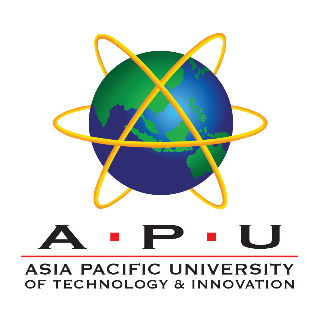 A·P·U
ASIA PACIFIC UNIVERSITY
OF TECHNOLOGY & INNOVATION